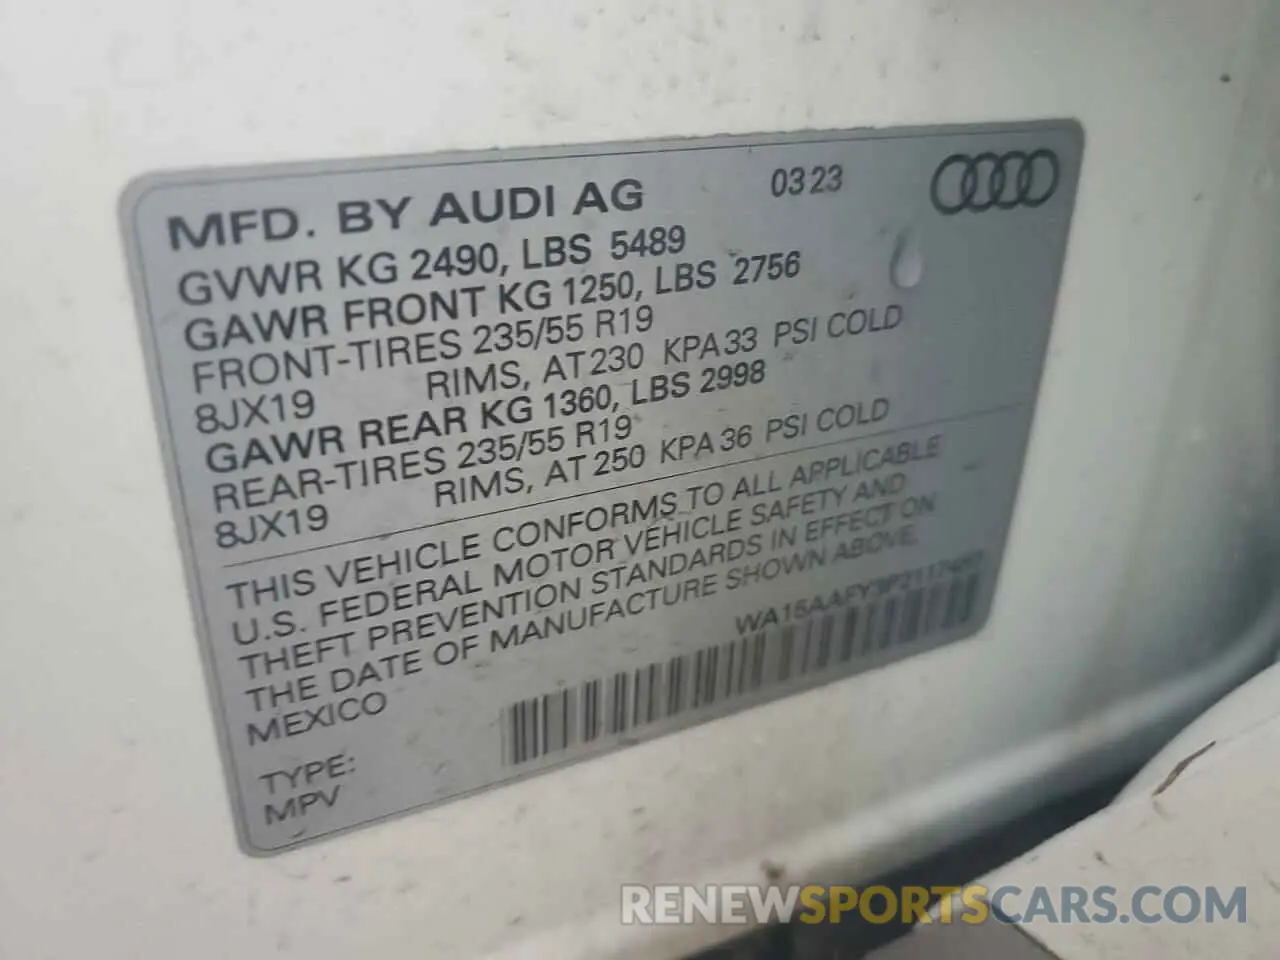 MFD. BY AUDI AG 03 23
GVWR KG 2490, LBS 5489
GAWR FRONT KG 1250, LBS 2756
FRONT-TIRES 235/55 R19
8JX19 RIMS, AT 230 KPA 33 PSI COLD
GAWR REAR KG 1360, LBS 2998
REAR-TIRES 235/55 R19
8JX19 RIMS, AT 250 KPA 36 PSI COLD
THIS VEHICLE CONFORMS TO ALL APPLICABLE
U.S. FEDERAL MOTOR VEHICLE SAFETY AND
THEFT PREVENTION STANDARDS IN EFFECT ON
THE DATE OF MANUFACTURE SHOWN ABOVE.
MEXICO
TYPE:
MPV
RENEWSPORTSCARS.COM